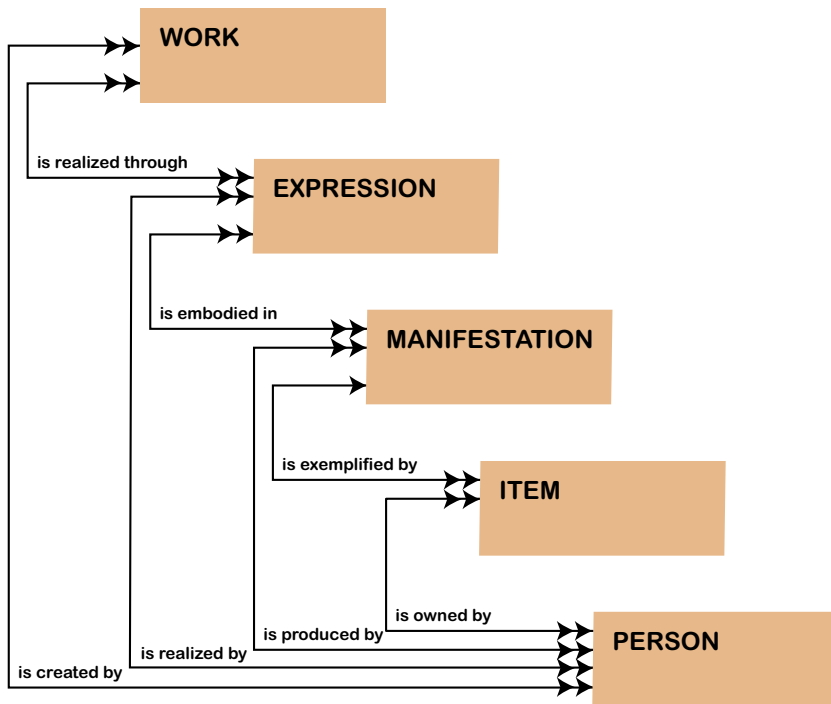 WORK
is realized through
EXPRESSION
is embodied in
MANIFESTATION
is exemplified by
ITEM
is owned by
is produced by
PERSON
is realized by
is created by